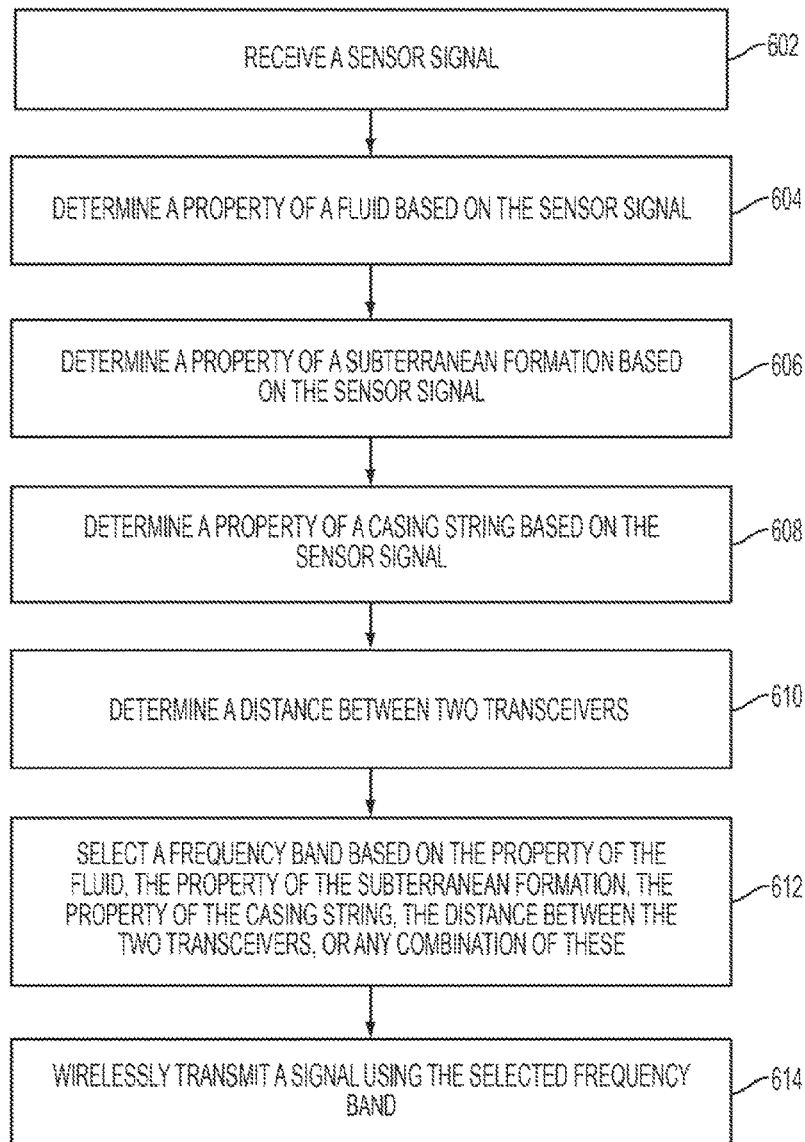 RECEIVE A SENSOR SIGNAL
602
DETERMINE A PROPERTY OF A FLUID BASED ON THE SENSOR SIGNAL
604
DETERMINE A PROPERTY OF A SUBTERRANEAN FORMATION BASED
ON THE SENSOR SIGNAL
606
DETERMINE A PROPERTY OF A CASING STRING BASED ON THE
SENSOR SIGNAL
608
DETERMINE A DISTANCE BETWEEN TWO TRANSCEIVERS
610
SELECT A FREQUENCY BAND BASED ON THE PROPERTY OF THE
FLUID, THE PROPERTY OF THE SUBTERRANEAN FORMATION, THE
PROPERTY OF THE CASING STRING, THE DISTANCE BETWEEN THE
TWO TRANSCEIVERS, OR ANY COMBINATION OF THESE
612
WIRELESSLY TRANSMIT A SIGNAL USING THE SELECTED FREQUENCY
BAND
614